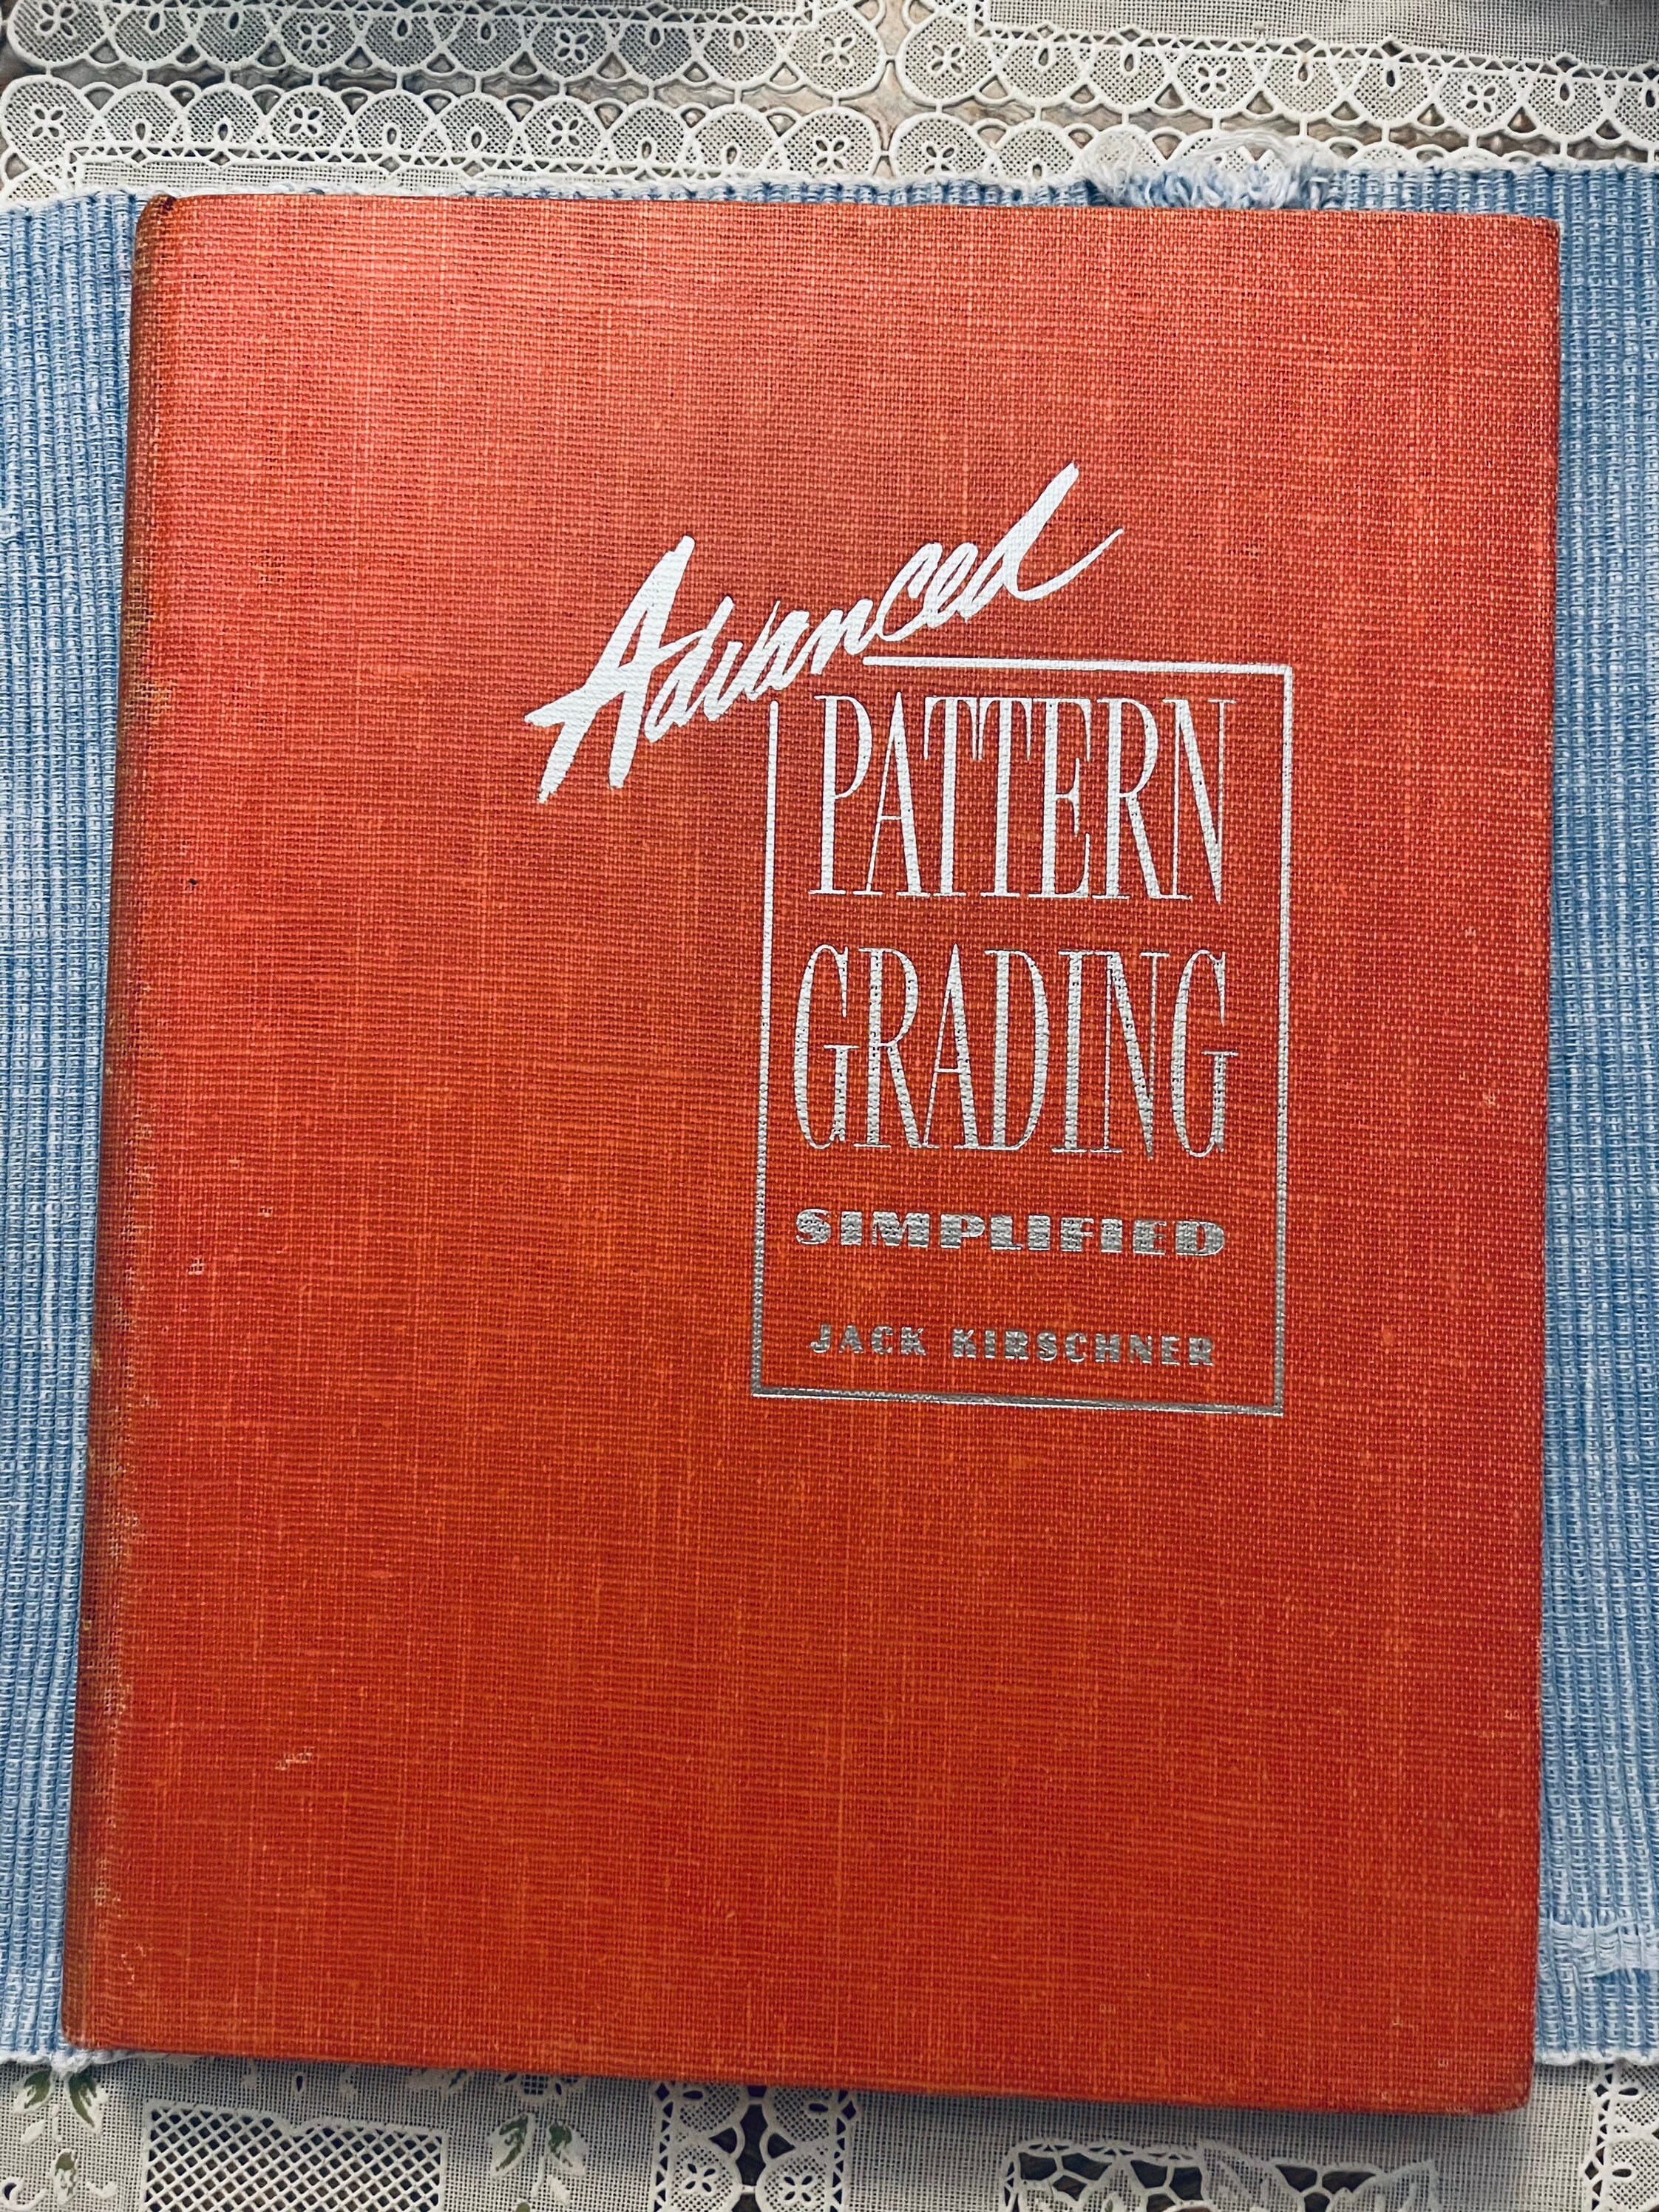 Advanced
PATTERN
GRADING
SIMPLIFIED
JACK KIRSCHNER